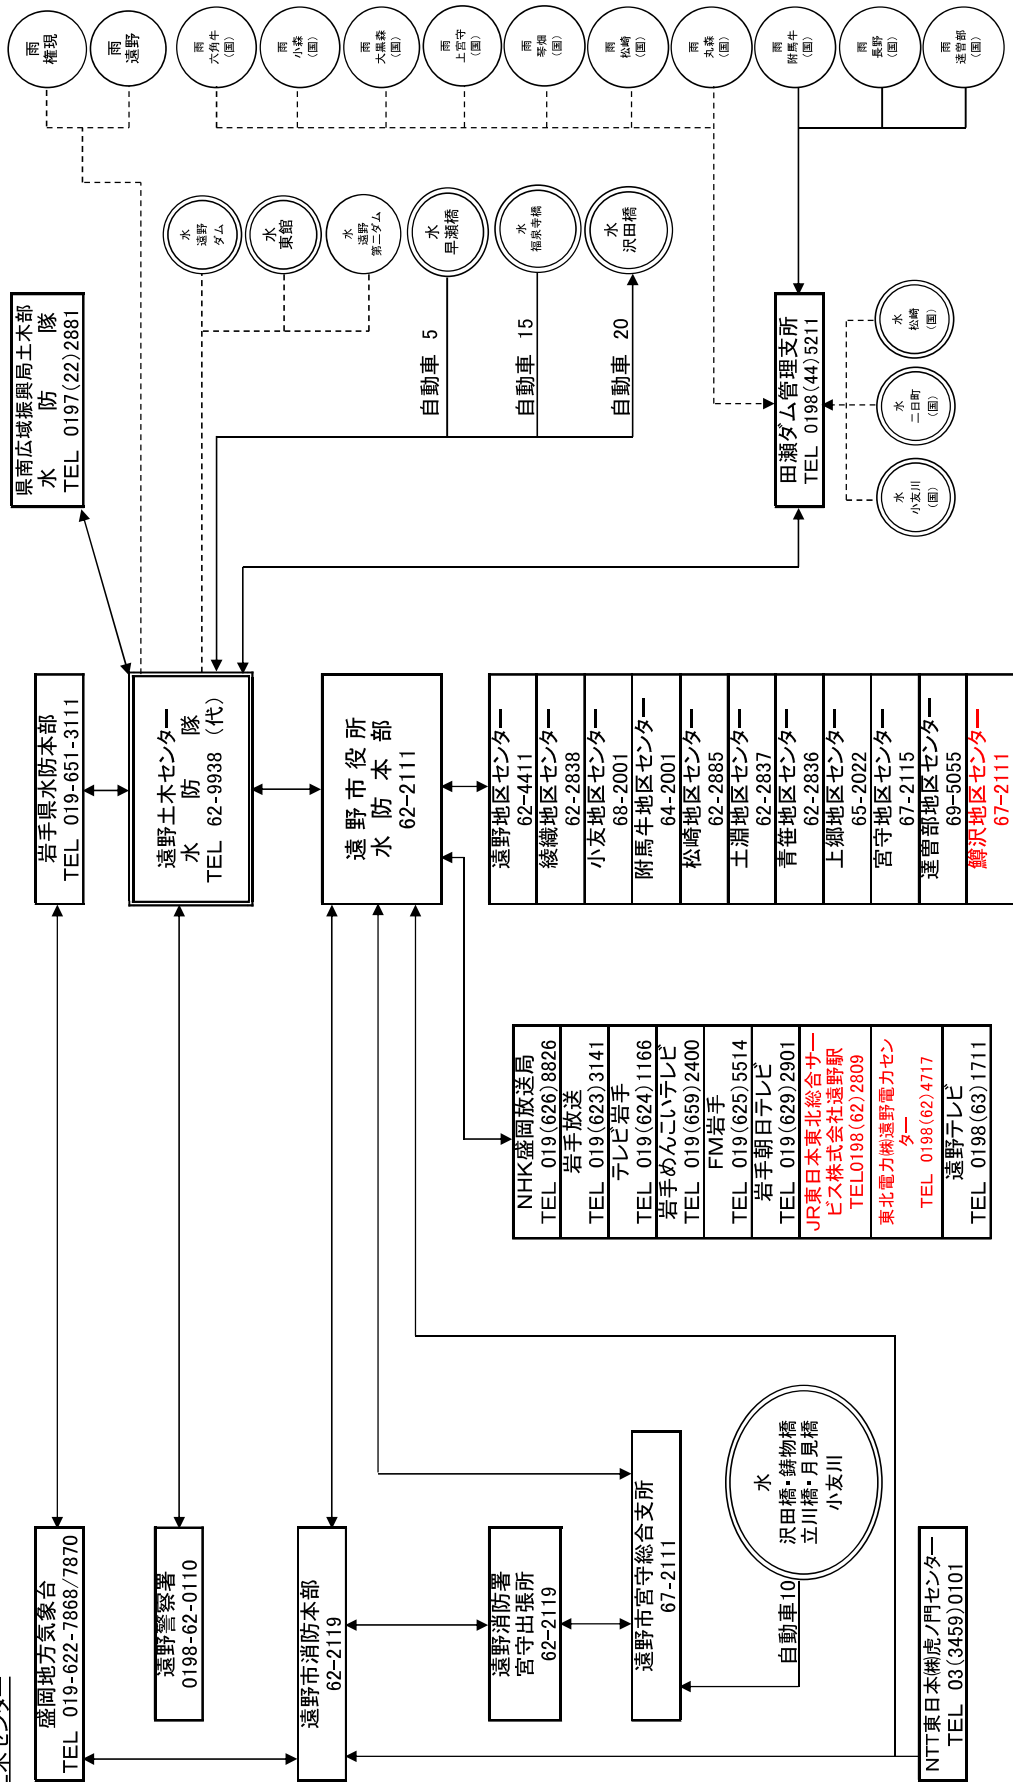 土木センター
盛岡地方気象台
TEL 019-622-7868/7870
遠野警察署
0198-62-0110
遠野市消防本部
62-2119
遠野消防署
宮守出張所
62-2119
遠野市宮守総合支所
67-2111
自動車10
水
沢田橋・鋳物橋
立川橋・月見橋
小友川
NTT東日本㈱虎ノ門センター
TEL 03(3459)0101
NHK盛岡放送局
TEL 019(626)8826
岩手放送
TEL 019(623)3141
テレビ岩手
TEL 019(624)1166
岩手めんこいテレビ
TEL 019(659)2400
FM岩手
TEL 019(625)5514
岩手朝日テレビ
TEL 019(629)2901
JR東日本東北総合サー
ビス株式会社遠野駅
TEL0198(62)2809
東北電力㈱遠野電力セン
ター
TEL 0198(62)4717
遠野テレビ
TEL 0198(63)1711
岩手県水防本部
TEL 019-651-3111
遠野土木センター
水 防 隊
TEL 62-9938 (代)
遠野市役所
水防本部
62-2111
遠野地区センター
62-4411
綾織地区センター
62-2838
小友地区センター
68-2001
附馬牛地区センター
64-2001
松崎地区センター
62-2885
土淵地区センター
62-2837
青笹地区センター
62-2836
上郷地区センター
65-2022
宮守地区センター
67-2115
達曽部地区センター
69-5055
鱒沢地区センター
67-2111
県南広域振興局土木部
水 防 隊
TEL 0197(22)2881
自動車 5
自動車 15
自動車 20
田瀬ダム管理支所
TEL 0198(44)5211
水
小友川
(国)
水
二日町
(国)
水
松崎
(国)
水
遠野
ダム
水
東館
水
遠野
第二ダム
水
早瀬橋
水
福泉寺橋
水
沢田橋
雨
権現
雨
遠野
雨
六角牛
(国)
雨
小森
(国)
雨
大黒森
(国)
雨
上宮守
(国)
雨
琴畑
(国)
雨
松崎
(国)
雨
丸森
(国)
雨
附馬牛
(国)
雨
長野
(国)
雨
達曽部
(国)